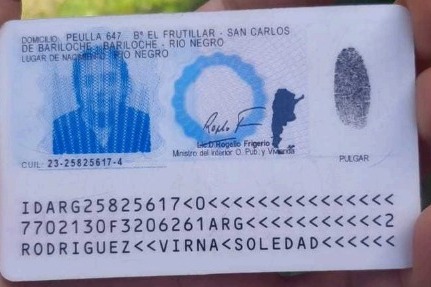 DOMICILIO: PEULLA 647 Bº EL FRUTILLAR - SAN CARLOS
DE BARILOCHE - BARILOCHE - RIO NEGRO
LUGAR DE NACIMIENTO: RIO NEGRO
Lic. Rogelio Frigerio
Ministro del Interior O. Pub. y Vivienda
CUIL: 23-25825617-4
PULGAR
IDARG25825617<0<<<<<<<<<<<<<<<
7702130F3206261ARG<<<<<<<<<<<2
RODRIGUEZ<<VIRNA<SOLEDAD<<<<<<